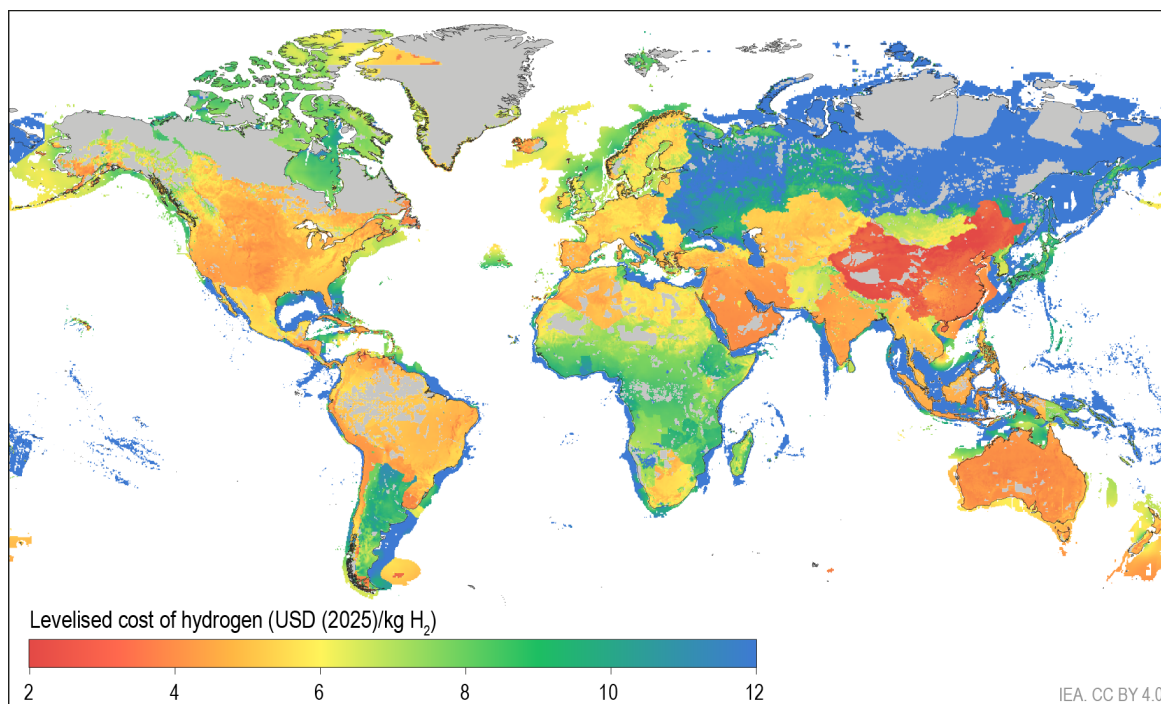 Levelised cost of hydrogen (USD (2025)/kg H₂)
2 4 6 8 10 12
IEA. CC BY 4.0